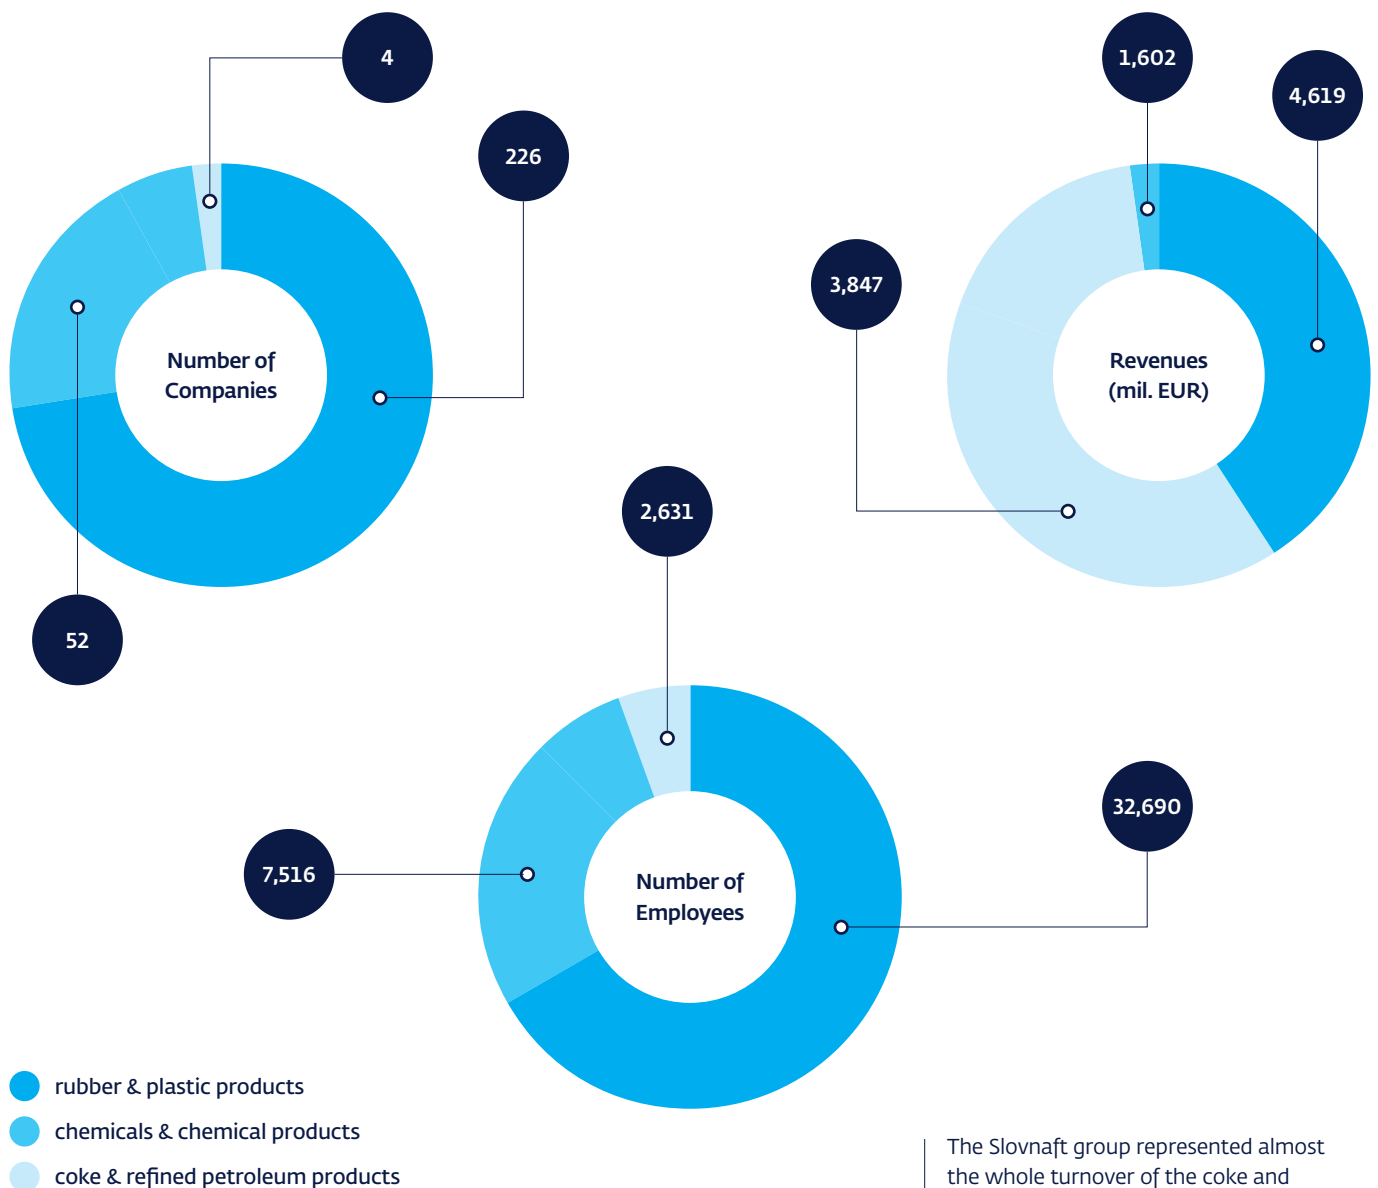 4
226
Number of
Companies
52
1,602
4,619
3,847
Revenues
(mil. EUR)
2,631
7,516
Number of
Employees
32,690
rubber & plastic products
chemicals & chemical products
coke & refined petroleum products
The Slovnaft group represented almost
the whole turnover of the coke and